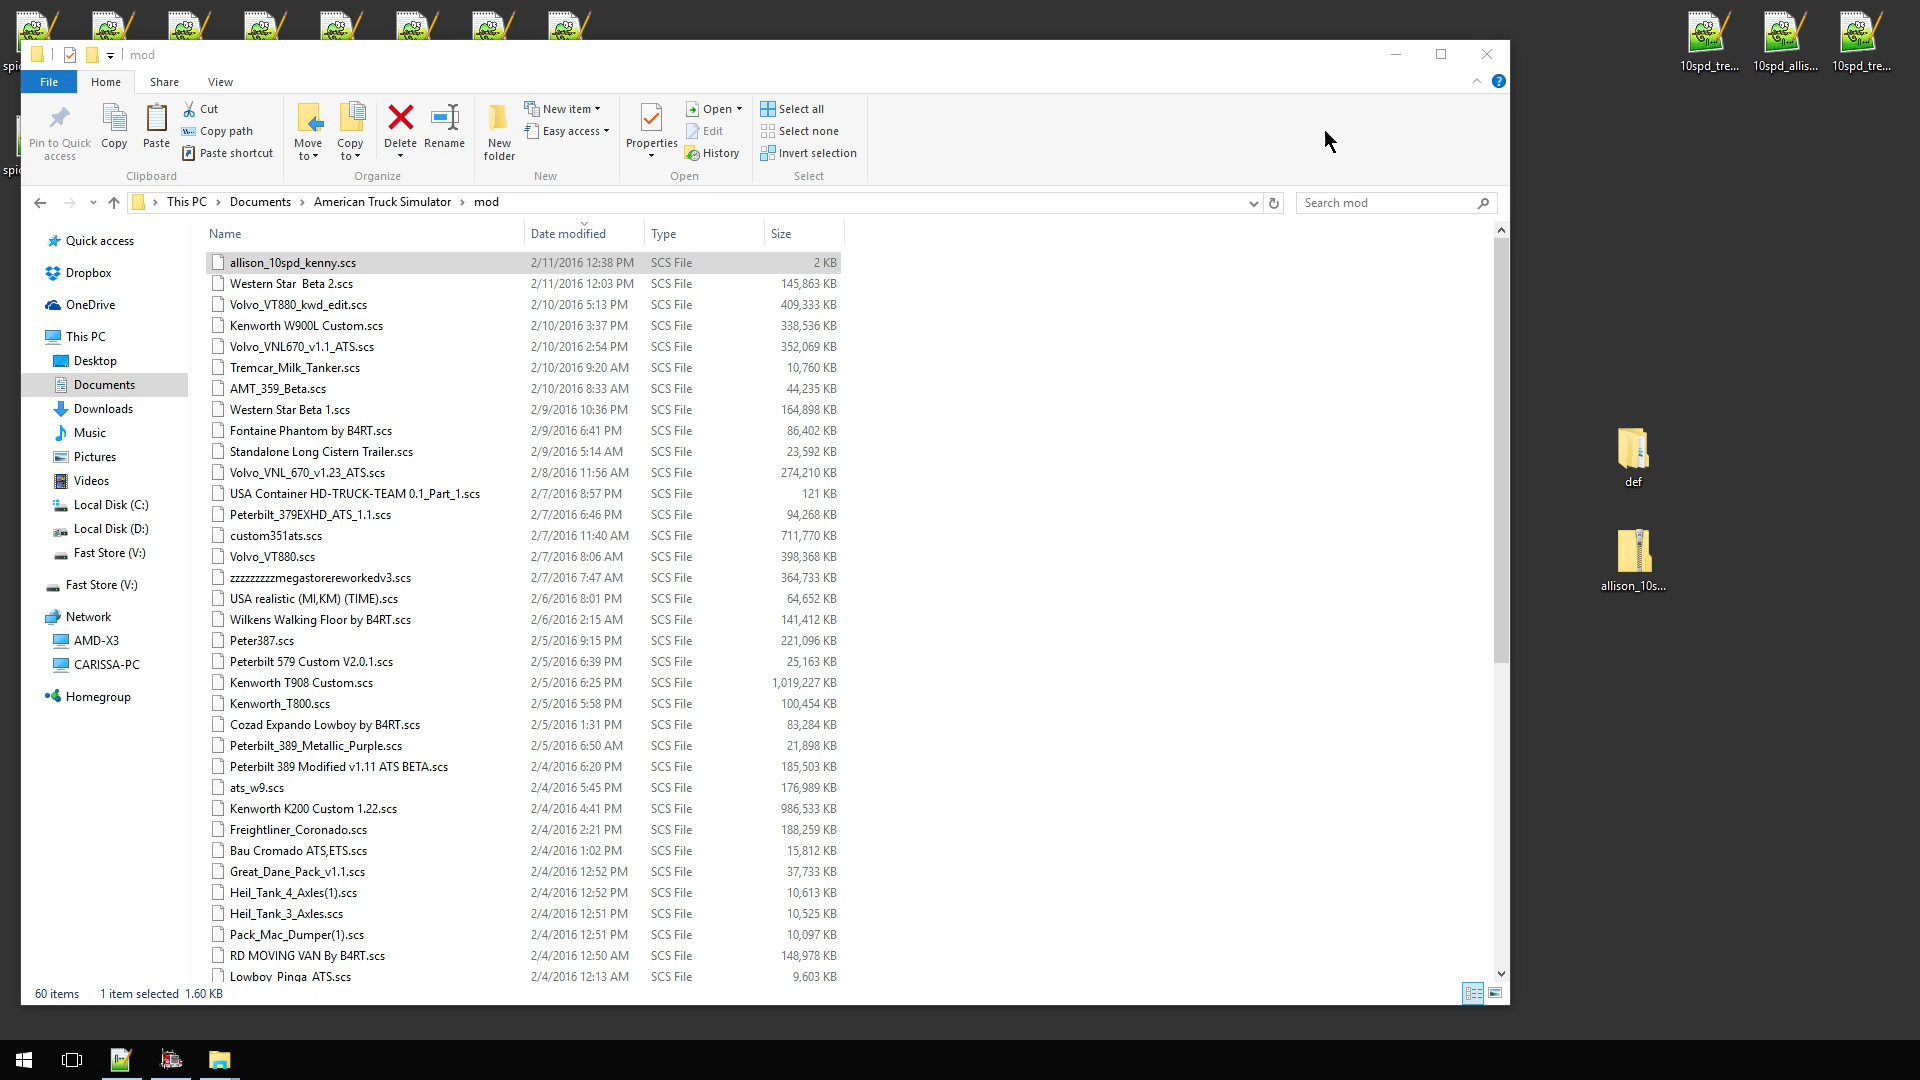 10spd_tre...
10spd_allis...
10spd_tre...
mod
File
Home
Share
View
Pin to Quick access
Copy
Paste
Cut
Copy path
Paste shortcut
Clipboard
Move to
Copy to
Delete
Rename
Organize
New folder
New item
Easy access
New
Properties
Open
Edit
History
Open
Select all
Select none
Invert selection
Select
This PC
Documents
American Truck Simulator
mod
Search mod
Quick access
Dropbox
OneDrive
This PC
Desktop
Documents
Downloads
Music
Pictures
Videos
Local Disk (C:)
Local Disk (D:)
Fast Store (V:)
Fast Store (V:)
Network
AMD-X3
CARISSA-PC
Homegroup
Name Date modified Type Size
allison_10spd_kenny.scs 2/11/2016 12:38 PM SCS File 2 KB
Western Star  Beta 2.scs 2/11/2016 12:03 PM SCS File 145,863 KB
Volvo_VT880_kwd_edit.scs 2/10/2016 5:13 PM SCS File 409,333 KB
Kenworth W900L Custom.scs 2/10/2016 3:37 PM SCS File 338,536 KB
Volvo_VNL670_v1.1_ATS.scs 2/10/2016 2:54 PM SCS File 352,069 KB
Tremcar_Milk_Tanker.scs 2/10/2016 9:20 AM SCS File 10,760 KB
AMT_359_Beta.scs 2/10/2016 8:33 AM SCS File 44,235 KB
Western Star Beta 1.scs 2/9/2016 10:36 PM SCS File 164,898 KB
Fontaine Phantom by B4RT.scs 2/9/2016 6:41 PM SCS File 86,402 KB
Standalone Long Cistern Trailer.scs 2/9/2016 5:14 AM SCS File 23,592 KB
Volvo_VNL_670_v1.23_ATS.scs 2/8/2016 11:56 AM SCS File 274,210 KB
USA Container HD-TRUCK-TEAM 0.1_Part_1.scs 2/7/2016 8:57 PM SCS File 121 KB
Peterbilt_379EXHD_ATS_1.1.scs 2/7/2016 6:46 PM SCS File 94,268 KB
custom351ats.scs 2/7/2016 11:40 AM SCS File 711,770 KB
Volvo_VT880.scs 2/7/2016 8:06 AM SCS File 398,368 KB
zzzzzzzzzmegastorereworkedv3.scs 2/7/2016 7:47 AM SCS File 364,733 KB
USA realistic (MI,KM) (TIME).scs 2/6/2016 8:01 PM SCS File 64,652 KB
Wilkens Walking Floor by B4RT.scs 2/6/2016 2:15 AM SCS File 141,412 KB
Peter387.scs 2/5/2016 9:15 PM SCS File 221,096 KB
Peterbilt 579 Custom V2.0.1.scs 2/5/2016 6:39 PM SCS File 25,163 KB
Kenworth T908 Custom.scs 2/5/2016 6:25 PM SCS File 1,019,227 KB
Kenworth_T800.scs 2/5/2016 5:58 PM SCS File 100,454 KB
Cozad Expando Lowboy by B4RT.scs 2/5/2016 1:31 PM SCS File 83,284 KB
Peterbilt_389_Metallic_Purple.scs 2/5/2016 6:50 AM SCS File 21,898 KB
Peterbilt 389 Modified v1.11 ATS BETA.scs 2/4/2016 6:20 PM SCS File 185,503 KB
ats_w9.scs 2/4/2016 5:45 PM SCS File 176,989 KB
Kenworth K200 Custom 1.22.scs 2/4/2016 4:41 PM SCS File 986,533 KB
Freightliner_Coronado.scs 2/4/2016 2:21 PM SCS File 188,259 KB
Bau Cromado ATS,ETS.scs 2/4/2016 1:02 PM SCS File 15,812 KB
Great_Dane_Pack_v1.1.scs 2/4/2016 12:52 PM SCS File 37,733 KB
Heil_Tank_4_Axles(1).scs 2/4/2016 12:52 PM SCS File 10,613 KB
Heil_Tank_3_Axles.scs 2/4/2016 12:51 PM SCS File 10,525 KB
Pack_Mac_Dumper(1).scs 2/4/2016 12:51 PM SCS File 10,097 KB
RD MOVING VAN By B4RT.scs 2/4/2016 12:50 AM SCS File 148,978 KB
Lowboy_Pinga_ATS.scs 2/4/2016 12:13 AM SCS File 9,603 KB
60 items 1 item selected 1.60 KB
def
allison_10s...